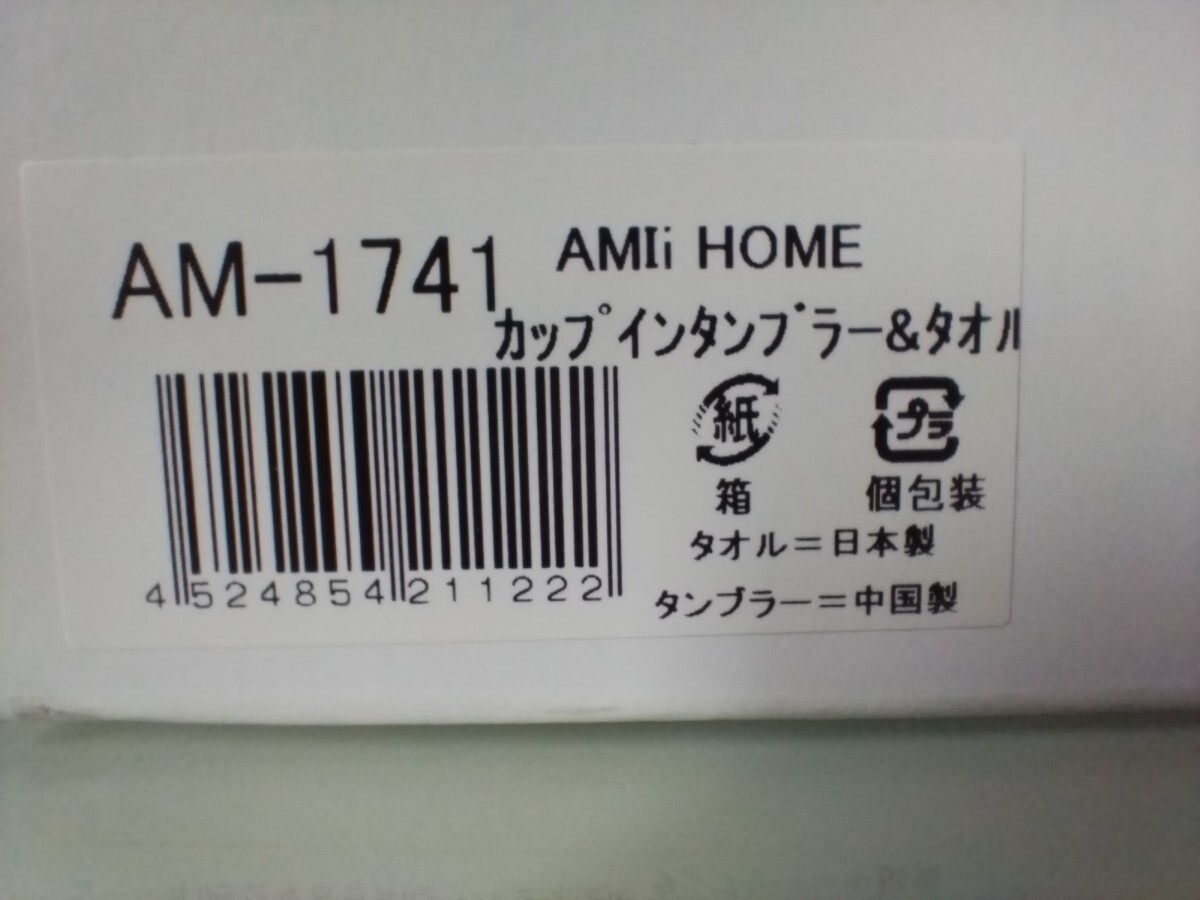 AM-1741
AMIi HOME
カップインタンブラー&タオル
紙
プラ
箱
個包装
タオル=日本製
タンブラー=中国製
4 524854 211222